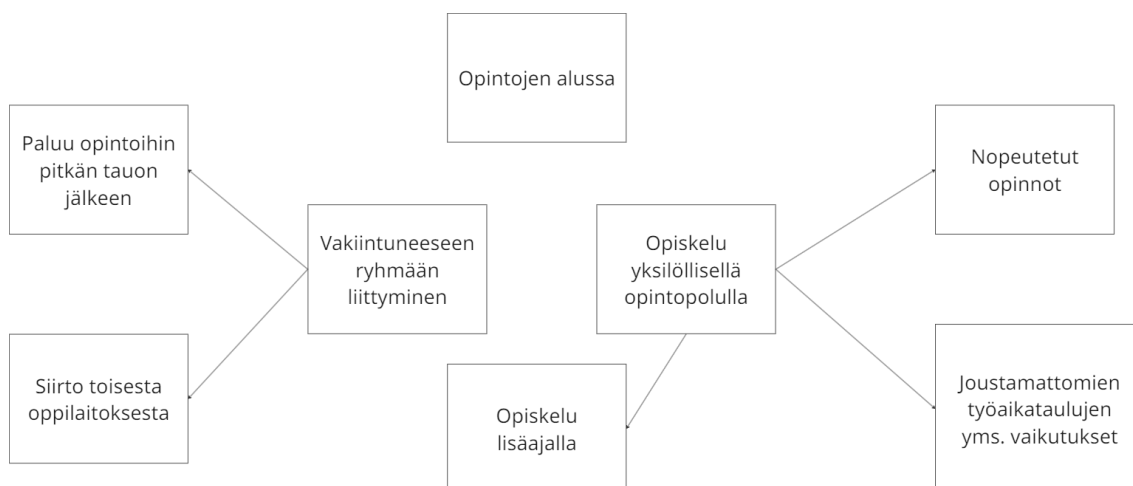 Opintojen alussa
Paluu opintoihin
pitkän tauon
jälkeen
Nopeutetut
opinnot
Vakiintuneeseen
ryhmään
liittyminen
Opiskelu
yksilöllisellä
opintopolulla
Siirto toisesta
oppilaitoksesta
Opiskelu
lisäajalla
Joustamattomien
työaikataulujen
yms. vaikutukset